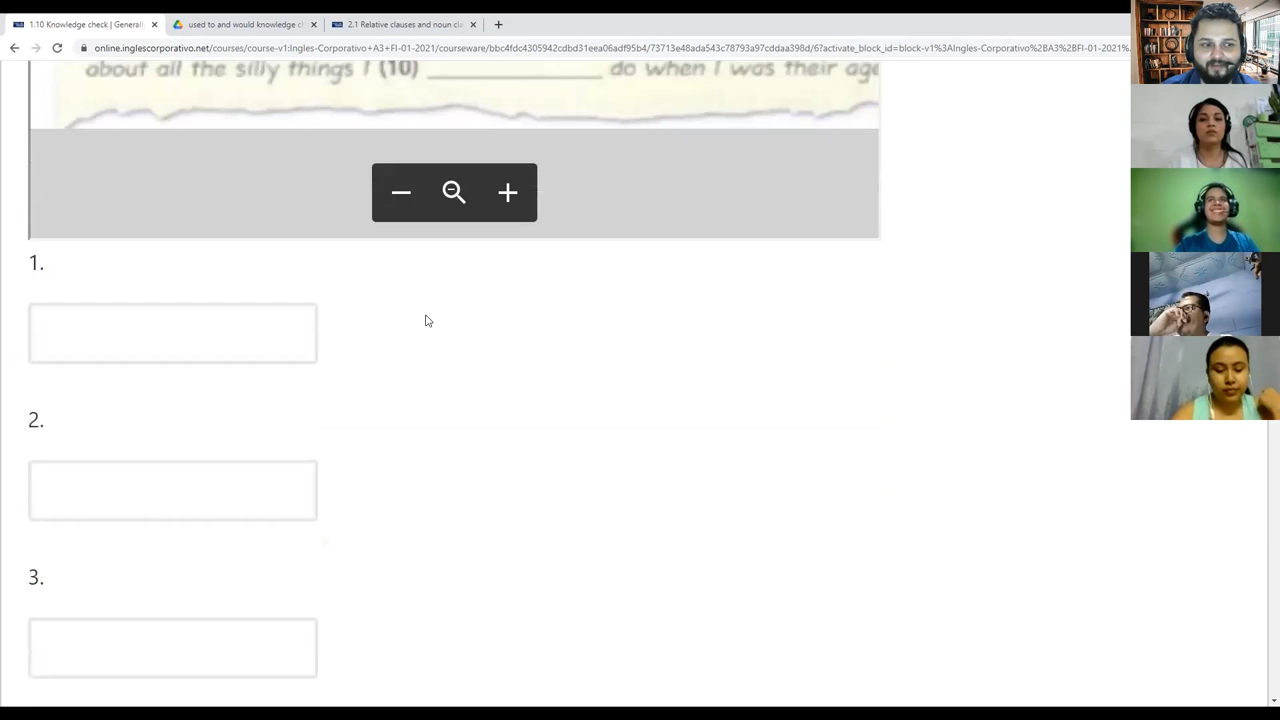 1.10 Knowledge check | Generall
used to and would knowledge c
2.1 Relative clauses and noun cl
online.inglescorporativo.net/courses/course-v1:Ingles-Corporativo+A3+FI-01-2021/courseware/bbc4fdc4305942cdbd31eea06adf95b4/73713e48ada543c78793a97cddaa398d/6?activate_block_id=block-v1%3AIngles-Corporativo%2BA3%2BFI-01-2021%
about all the silly things I (10) ____________ do when I was their age
1.
2.
3.